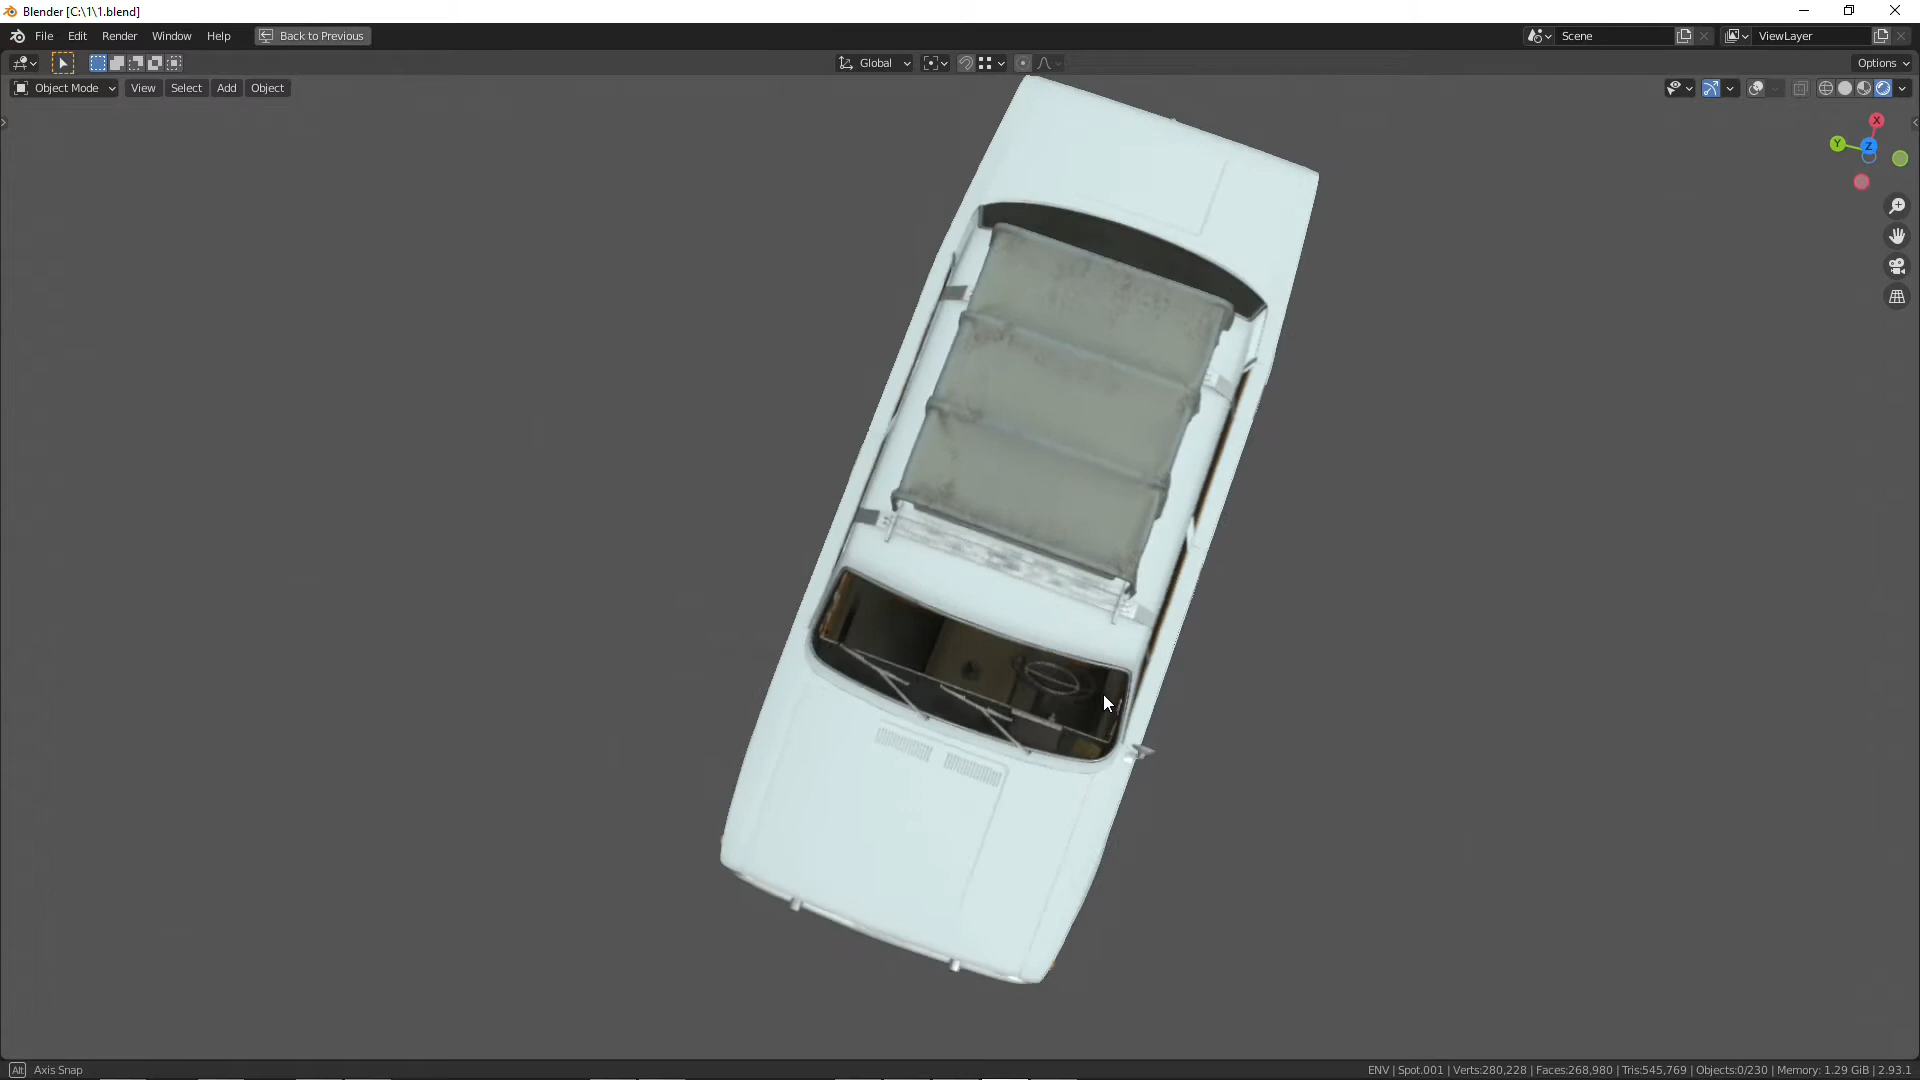 Blender [C:\1\1.blend]
File Edit Render Window Help Back to Previous Scene ViewLayer
Global Options
Object Mode View Select Add Object
X
Y
Z
Alt Axis Snap ENV | Spot.001 | Verts:280,228 | Faces:268,980 | Tris:545,769 | Objects:0/230 | Memory: 1.29 GiB | 2.93.1